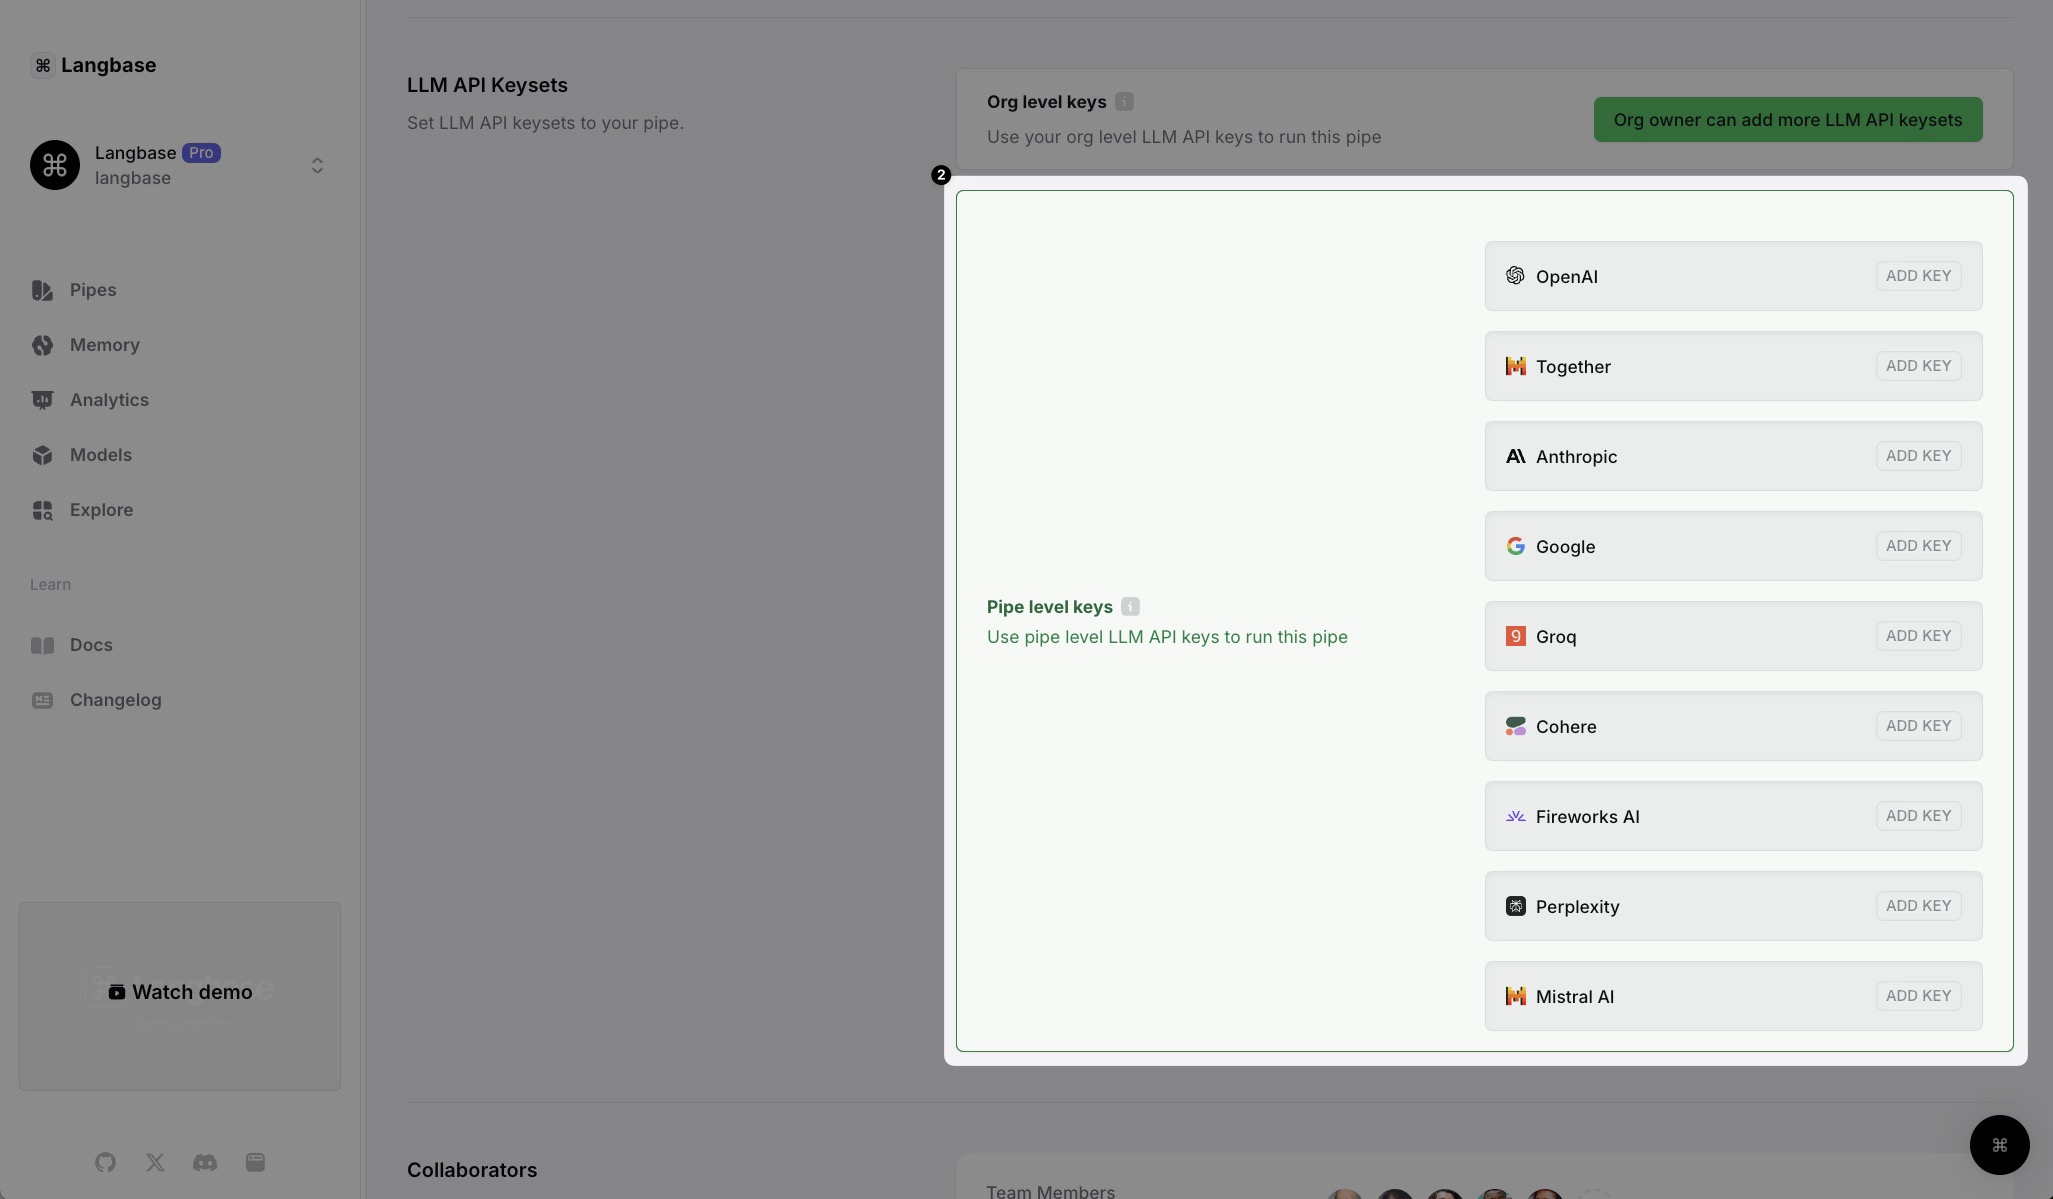 Langbase
Langbase Pro
langbase
Pipes
Memory
Analytics
Models
Explore
Learn
Docs
Changelog
Watch demo
LLM API Keysets
Set LLM API keysets to your pipe.
Org level keys
Use your org level LLM API keys to run this pipe
Org owner can add more LLM API keysets
2
Pipe level keys
Use pipe level LLM API keys to run this pipe
OpenAI ADD KEY
Together ADD KEY
Anthropic ADD KEY
Google ADD KEY
Groq ADD KEY
Cohere ADD KEY
Fireworks AI ADD KEY
Perplexity ADD KEY
Mistral AI ADD KEY
Collaborators
Team Members